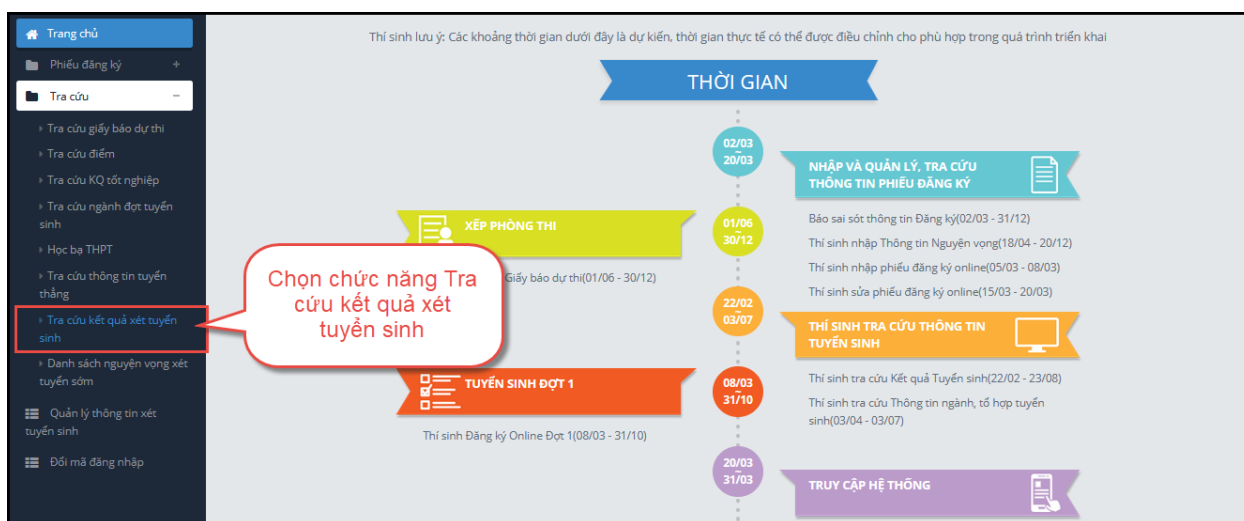 Trang chủ
Phiếu đăng ký +
Tra cứu −
Tra cứu giấy báo dự thi
Tra cứu điểm
Tra cứu KQ tốt nghiệp
Tra cứu ngành đợt tuyển
sinh
Học bạ THPT
Tra cứu thông tin tuyển
thẳng
Tra cứu kết quả xét tuyển
sinh
Danh sách nguyện vọng xét
tuyển sớm
Quản lý thông tin xét
tuyển sinh
Đổi mã đăng nhập
Chọn chức năng Tra
cứu kết quả xét
tuyển sinh
Thí sinh lưu ý: Các khoảng thời gian dưới đây là dự kiến, thời gian thực tế có thể được điều chỉnh cho phù hợp trong quá trình triển khai
THỜI GIAN
02/03
~
20/03
NHẬP VÀ QUẢN LÝ, TRA CỨU
THÔNG TIN PHIẾU ĐĂNG KÝ
Báo sai sót thông tin Đăng ký(02/03 - 31/12)
Thí sinh nhập Thông tin Nguyện vọng(18/04 - 20/12)
Thí sinh nhập phiếu đăng ký online(05/03 - 08/03)
Thí sinh sửa phiếu đăng ký online(15/03 - 20/03)
XẾP PHÒNG THI
01/06
~
30/12
Giấy báo dự thi(01/06 - 30/12)
22/02
~
03/07
THÍ SINH TRA CỨU THÔNG TIN
TUYỂN SINH
Thí sinh tra cứu Kết quả Tuyển sinh(22/02 - 23/08)
Thí sinh tra cứu Thông tin ngành, tổ hợp tuyển
sinh(03/04 - 03/07)
TUYỂN SINH ĐỢT 1
08/03
~
31/10
Thí sinh Đăng ký Online Đợt 1(08/03 - 31/10)
20/03
~
31/03
TRUY CẬP HỆ THỐNG